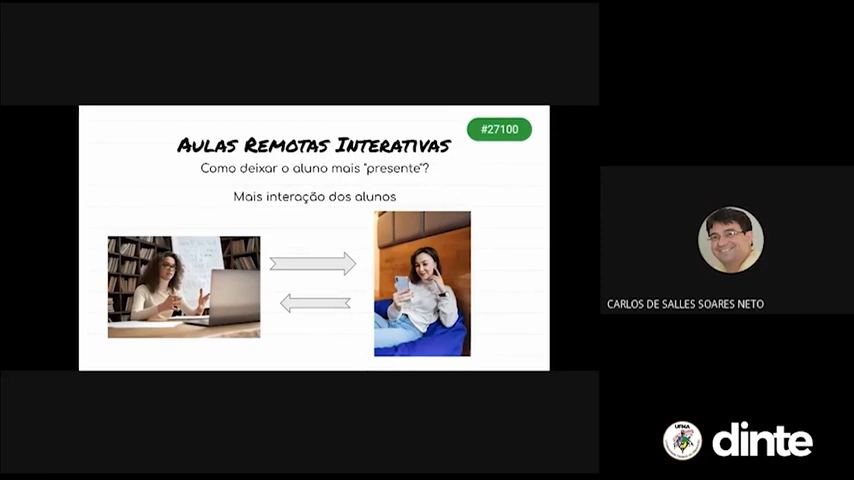 #27100
AULAS REMOTAS INTERATIVAS
Como deixar o aluno mais "presente"?
Mais interação dos alunos
CARLOS DE SALLES SOARES NETO
UFMA
dinte